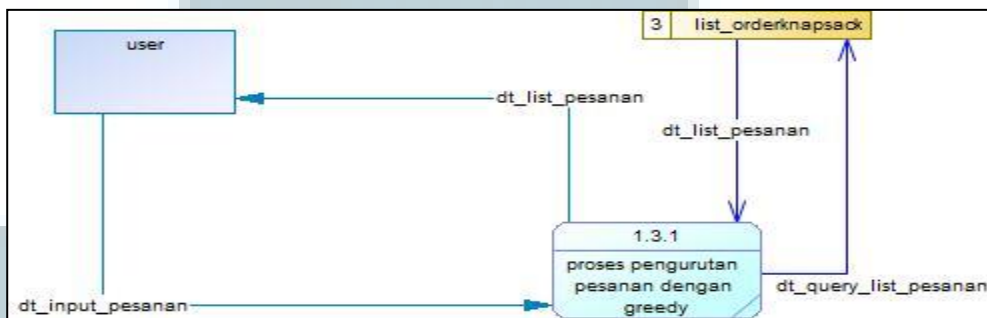 3 list_orderknapsack
user
dt_list_pesanan
dt_list_pesanan
1.3.1
proses pengurutan
pesanan dengan
greedy
dt_query_list_pesanan
dt_input_pesanan